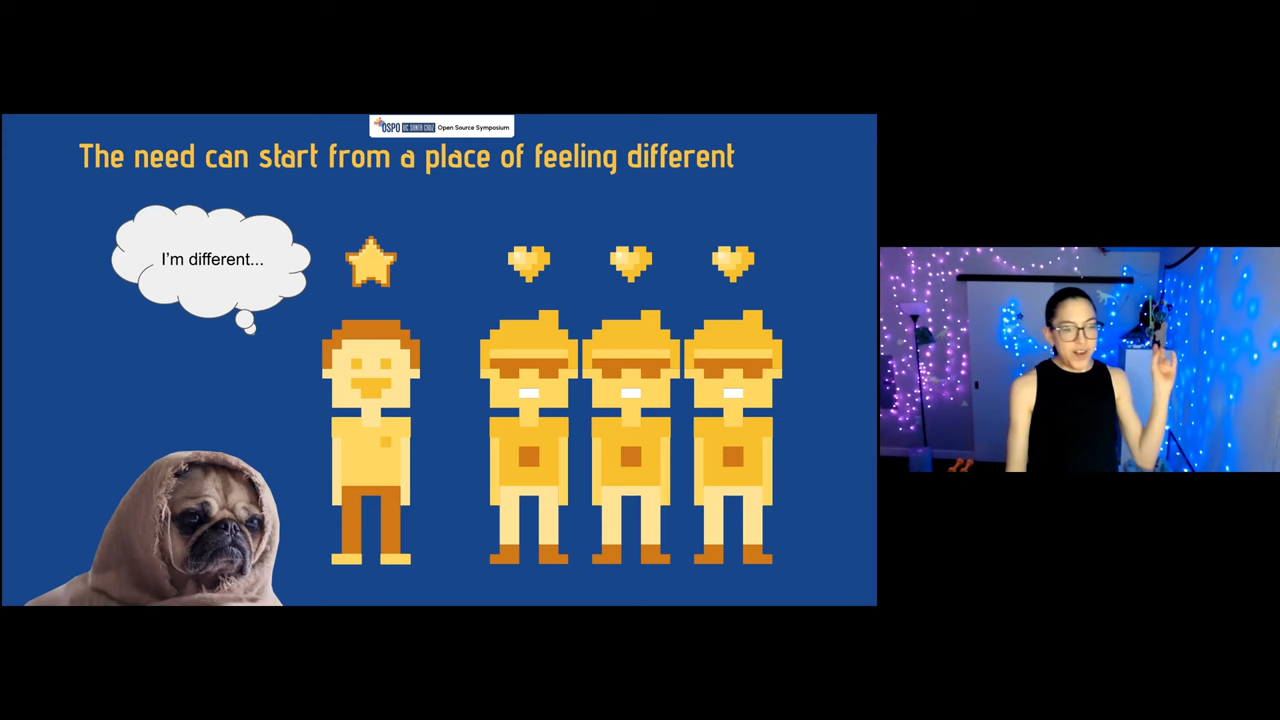 OSPO UC SANTA CRUZ Open Source Symposium
The need can start from a place of feeling different
I'm different...